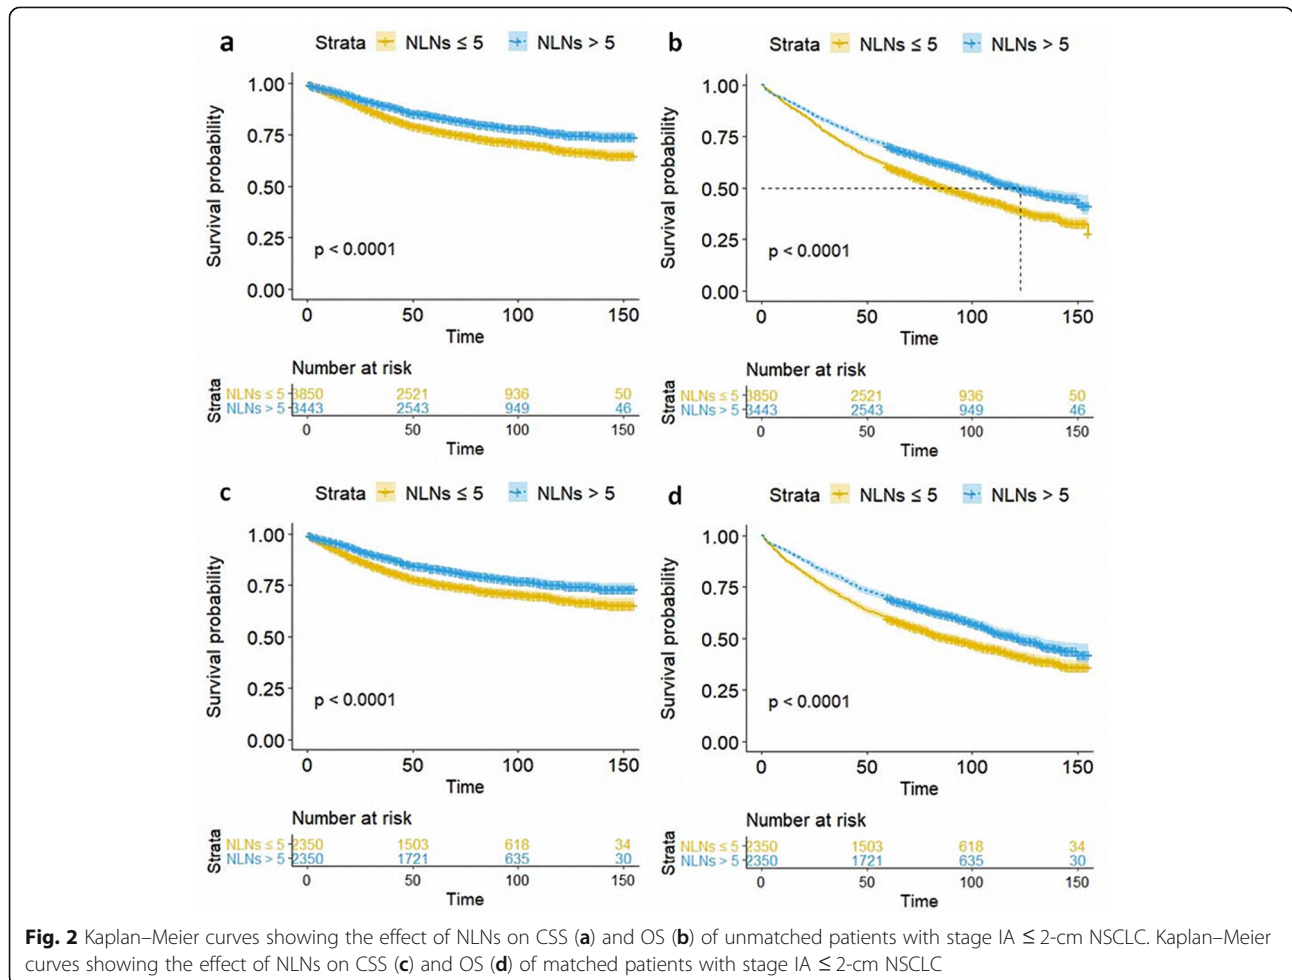 a Strata NLNs ≤ 5 NLNs > 5
Survival probability
1.00
0.75
0.50
0.25
0.00
p < 0.0001
0 50 100 150
Time
Number at risk
Strata
NLNs ≤ 5 3850 2521 936 50
NLNs > 5 3443 2543 949 46
0 50 100 150
Time
b Strata NLNs ≤ 5 NLNs > 5
Survival probability
1.00
0.75
0.50
0.25
0.00
p < 0.0001
0 50 100 150
Time
Number at risk
Strata
NLNs ≤ 5 3850 2521 936 50
NLNs > 5 3443 2543 949 46
0 50 100 150
Time
c Strata NLNs ≤ 5 NLNs > 5
Survival probability
1.00
0.75
0.50
0.25
0.00
p < 0.0001
0 50 100 150
Time
Number at risk
Strata
NLNs ≤ 5 2350 1503 618 34
NLNs > 5 2350 1721 635 30
0 50 100 150
Time
d Strata NLNs ≤ 5 NLNs > 5
Survival probability
1.00
0.75
0.50
0.25
0.00
p < 0.0001
0 50 100 150
Time
Number at risk
Strata
NLNs ≤ 5 2350 1503 618 34
NLNs > 5 2350 1721 635 30
0 50 100 150
Time
Fig. 2 Kaplan–Meier curves showing the effect of NLNs on CSS (a) and OS (b) of unmatched patients with stage IA ≤ 2-cm NSCLC. Kaplan–Meier
curves showing the effect of NLNs on CSS (c) and OS (d) of matched patients with stage IA ≤ 2-cm NSCLC